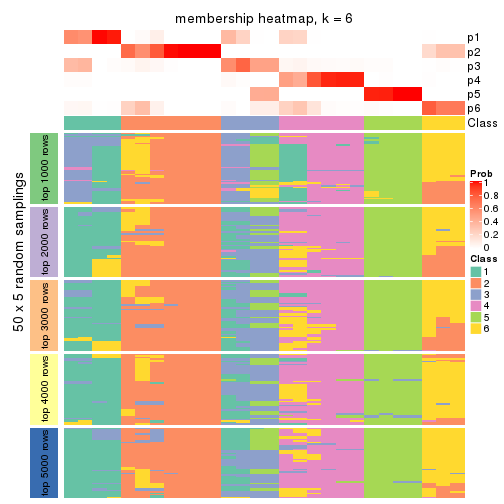 membership heatmap, k = 6
p1
p2
p3
p4
p5
p6
Class
50 x 5 random samplings
top 1000 rows
top 2000 rows
top 3000 rows
top 4000 rows
top 5000 rows
Prob
1
0.8
0.6
0.4
0.2
0
Class
1
2
3
4
5
6